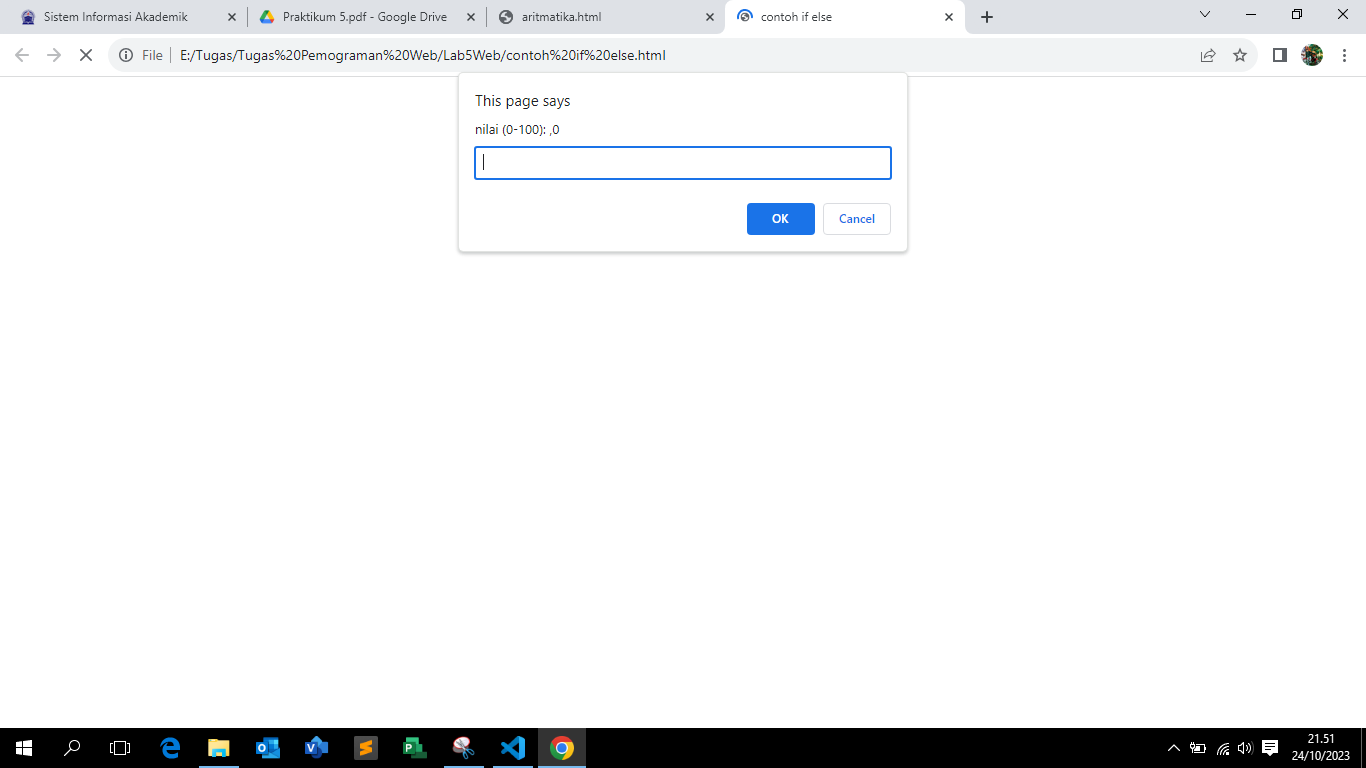 Sistem Informasi Akademik
Praktikum 5.pdf - Google Drive
aritmatika.html
contoh if else
File
E:/Tugas/Tugas%20Pemograman%20Web/Lab5Web/contoh%20if%20else.html
This page says
nilai (0-100): ,0
OK
Cancel
21.51
24/10/2023